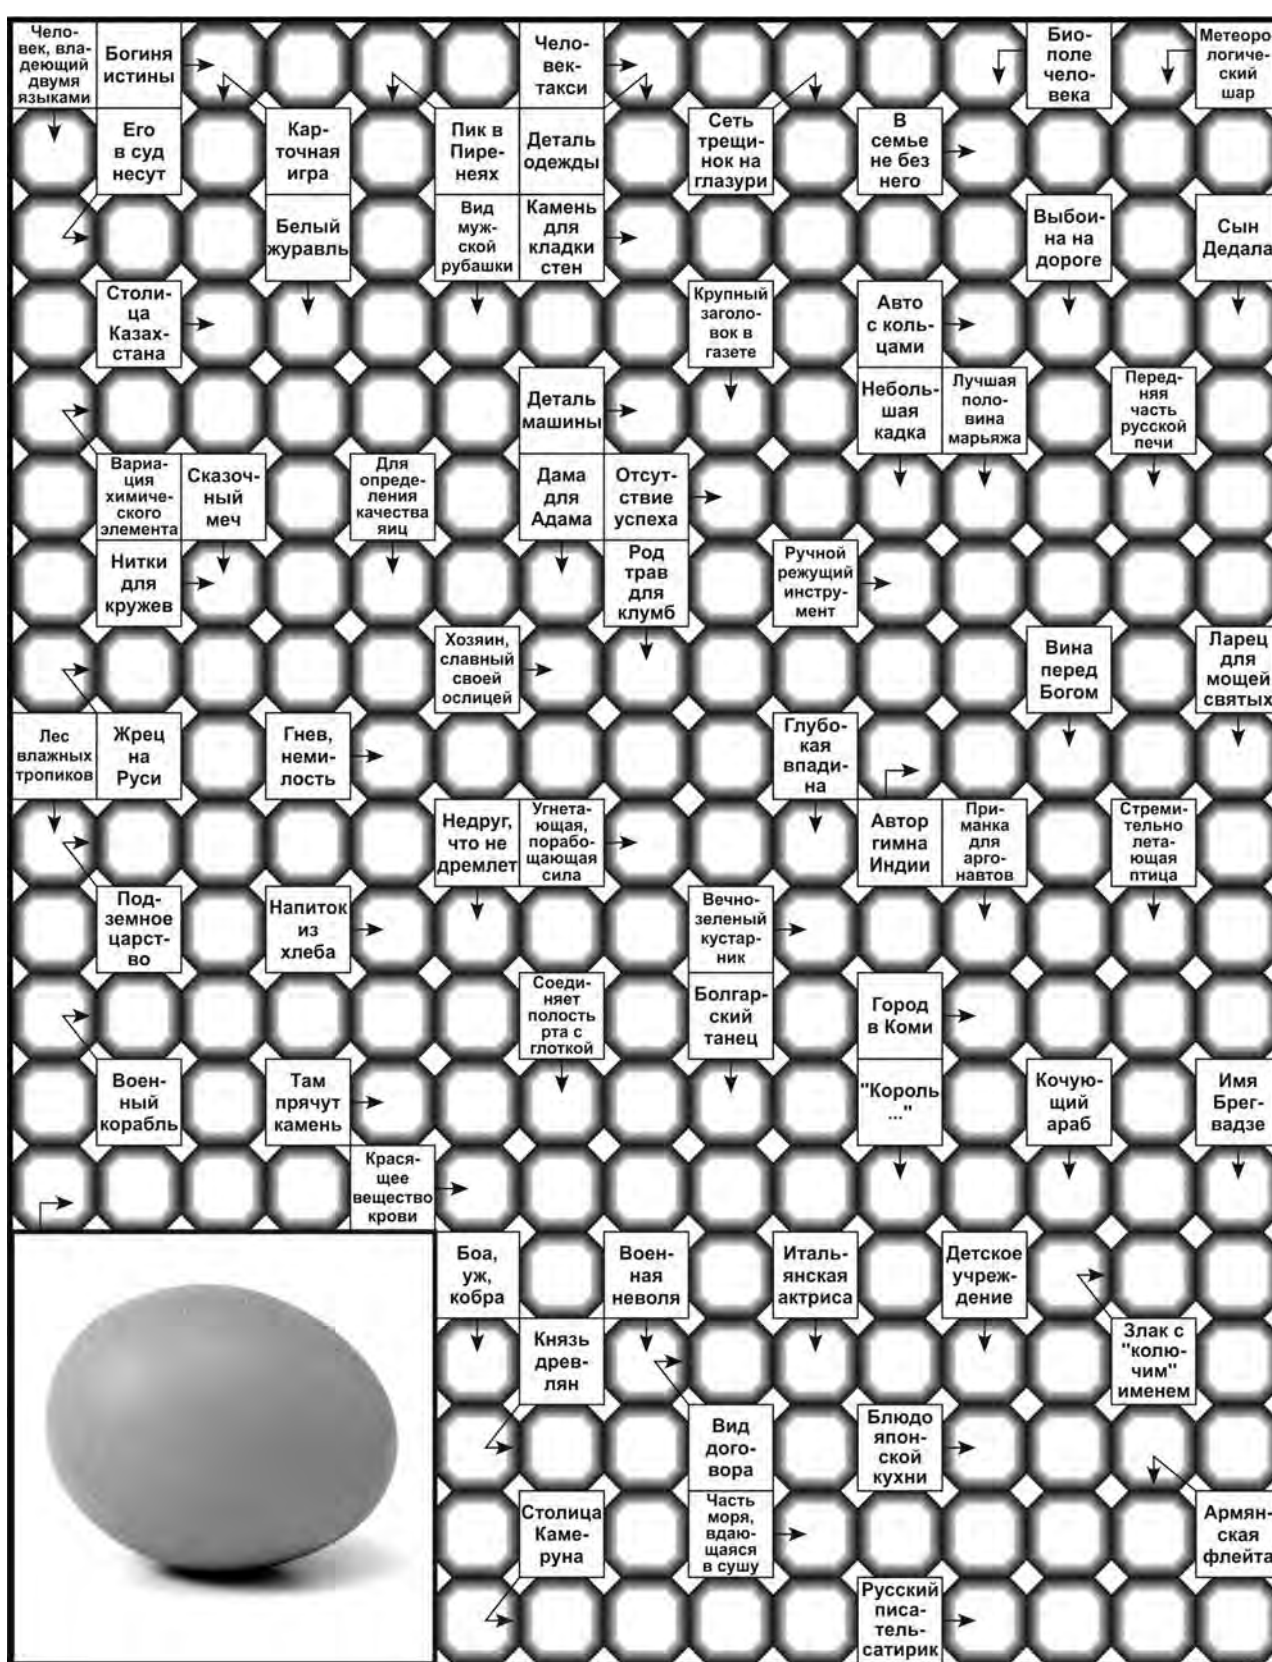 Чело-
век, вла-
деющий
двумя
языками
Богиня
истины
Чело-
век-
такси
Био-
поле
чело-
века
Метеоро-
логиче-
ский
шар
Его
в суд
несут
Кар-
точная
игра
Пик в
Пире-
неях
Деталь
одежды
Сеть
трещи-
нок на
глазури
В
семье
не без
него
Белый
журавль
Вид
муж-
ской
рубашки
Камень
для
кладки
стен
Выбои-
на на
дороге
Сын
Дедала
Столи-
ца
Казах-
стана
Крупный
заголо-
вок в
газете
Авто
с коль-
цами
Деталь
машины
Неболь-
шая
кадка
Лучшая
поло-
вина
марьяжа
Перед-
няя
часть
русской
печи
Вариа-
ция
химиче-
ского
элемента
Сказоч-
ный
меч
Для
опреде-
ления
качества
яиц
Дама
для
Адама
Отсут-
ствие
успеха
Нитки
для
кружев
Род
трав
для
клумб
Ручной
режущий
инстру-
мент
Хозяин,
славный
своей
ослицей
Вина
перед
Богом
Ларец
для
мощей
святых
Лес
влажных
тропиков
Жрец
на
Руси
Гнев,
неми-
лость
Глубо-
кая
впади-
на
Недруг,
что не
дремлет
Угнета-
ющая,
порабо-
щающая
сила
Автор
гимна
Индии
При-
манка
для
арго-
навтов
Стреми-
тельно
лета-
ющая
птица
Под-
земное
царст-
во
Напиток
из
хлеба
Вечно-
зеленый
кустар-
ник
Соеди-
няет
полость
рта с
глоткой
Болгар-
ский
танец
Город
в Коми
Воен-
ный
корабль
Там
прячут
камень
"Король
..."
Кочую-
щий
араб
Имя
Брег-
вадзе
Крася-
щее
вещество
крови
Боа,
уж,
кобра
Воен-
ная
неволя
Италь-
янская
актриса
Детское
учреж-
дение
Князь
древ-
лян
Злак с
"колю-
чим"
именем
Вид
дого-
вора
Блюдо
япон-
ской
кухни
Столица
Каме-
руна
Часть
моря,
вдаю-
щаяся
в сушу
Армян-
ская
флейта
Русский
писа-
тель-
сатирик